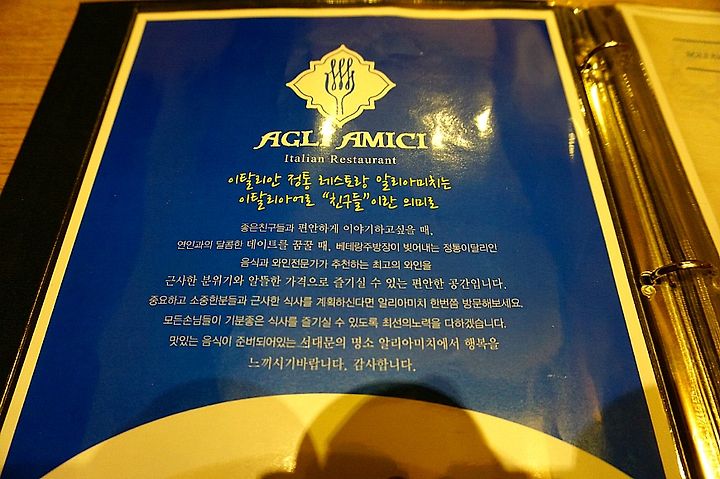 AGLI AMICI
Italian Restaurant
이탈리안 정통 레스토랑 알리아미치는
이탈리아어로 "친구들"이란 의미로
좋은친구들과 편안하게 이야기하고싶을 때,
연인과의 달콤한 데이트를 꿈꿀 때, 베테랑주방장이 빚어내는 정통이달리인
음식과 와인전문가가 추천하는 최고의 와인을
근사한 분위기와 알뜰한 가격으로 즐기실 수 있는 편안한 공간입니다.
중요하고 소중한분들과 근사한 식사를 계획하신다면 알리아미치 한번쯤 방문해보세요.
모든손님들이 기분좋은 식사를 즐기실 수 있도록 최선의노력을 다하겠습니다.
맛있는 음식이 준비되어있는 서대문의 명소 알리아미치에서 행복을
느끼시기바랍니다. 감사합니다.